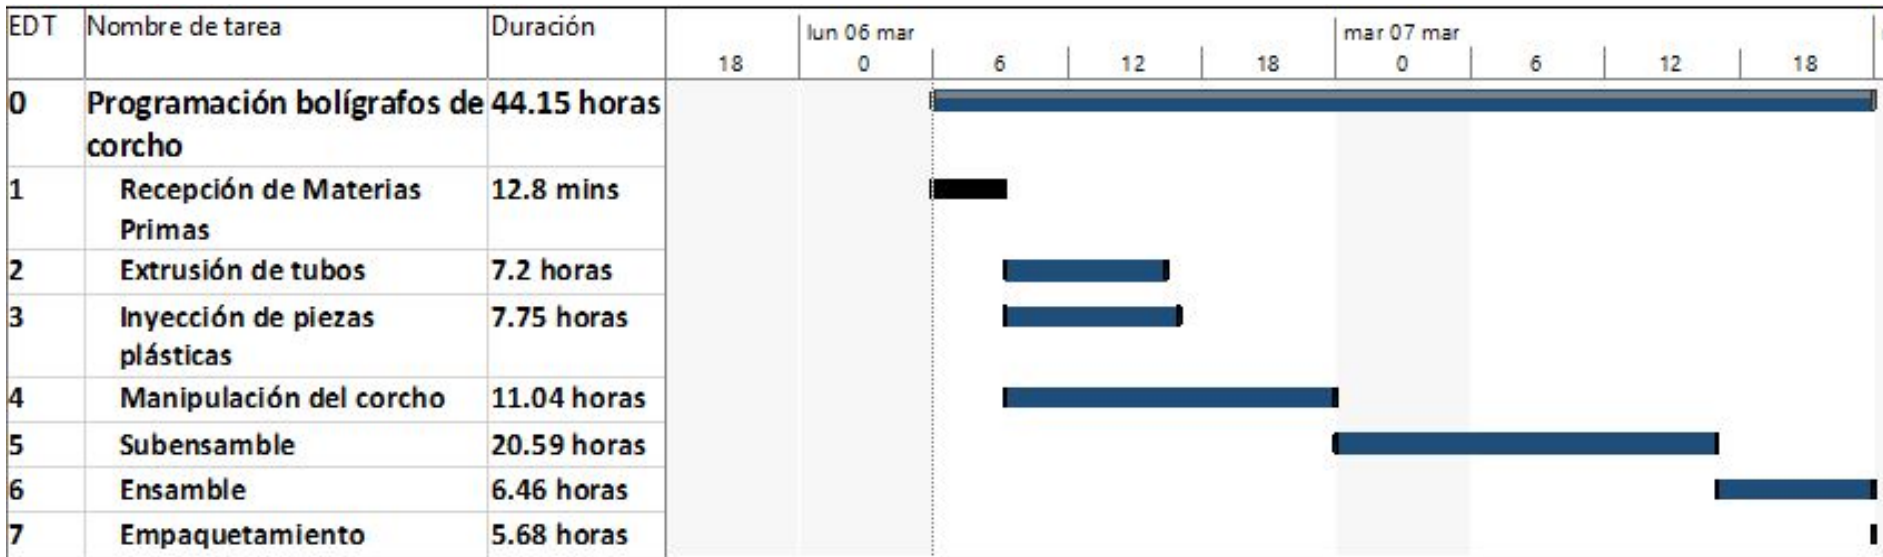 EDT Nombre de tarea Duración lun 06 mar mar 07 mar
18 0 6 12 18 0 6 12 18
0 Programación bolígrafos de 44.15 horas
corcho
1 Recepción de Materias 12.8 mins
Primas
2 Extrusión de tubos 7.2 horas
3 Inyección de piezas 7.75 horas
plásticas
4 Manipulación del corcho 11.04 horas
5 Subensamble 20.59 horas
6 Ensamble 6.46 horas
7 Empaquetamiento 5.68 horas